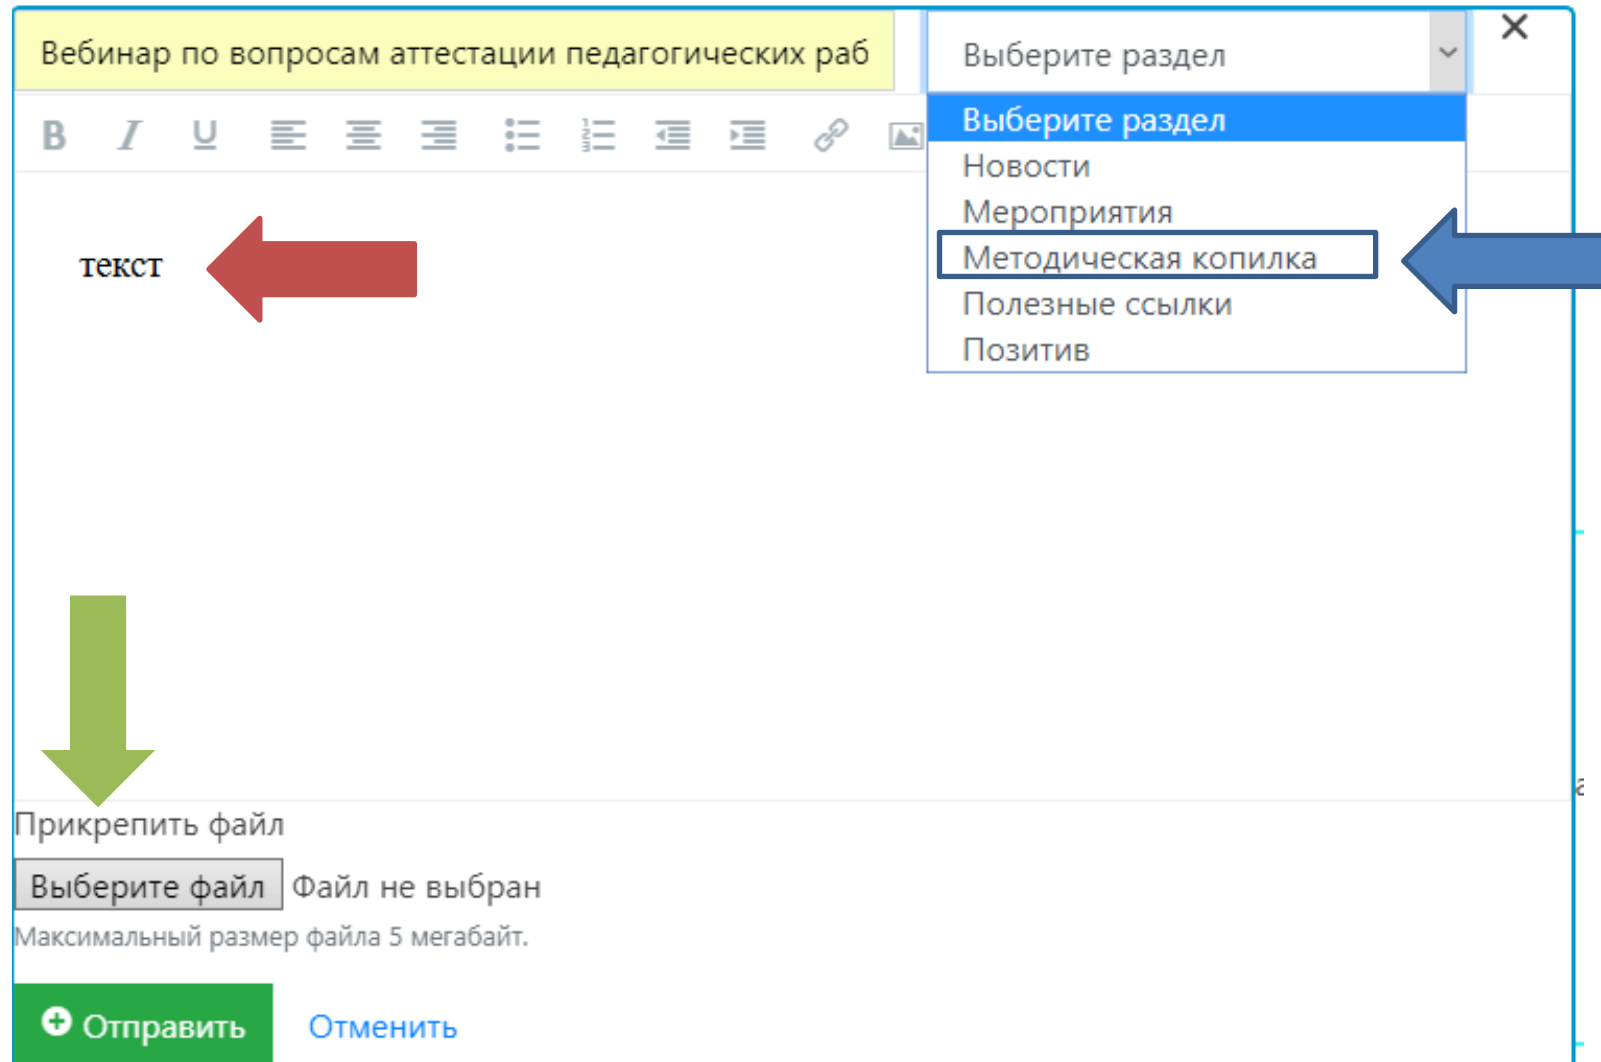 Вебинар по вопросам аттестации педагогических раб
Выберите раздел
Выберите раздел
Новости
Мероприятия
Методическая копилка
Полезные ссылки
Позитив
текст
Прикрепить файл
Выберите файл Файл не выбран
Максимальный размер файла 5 мегабайт.
Отправить Отменить